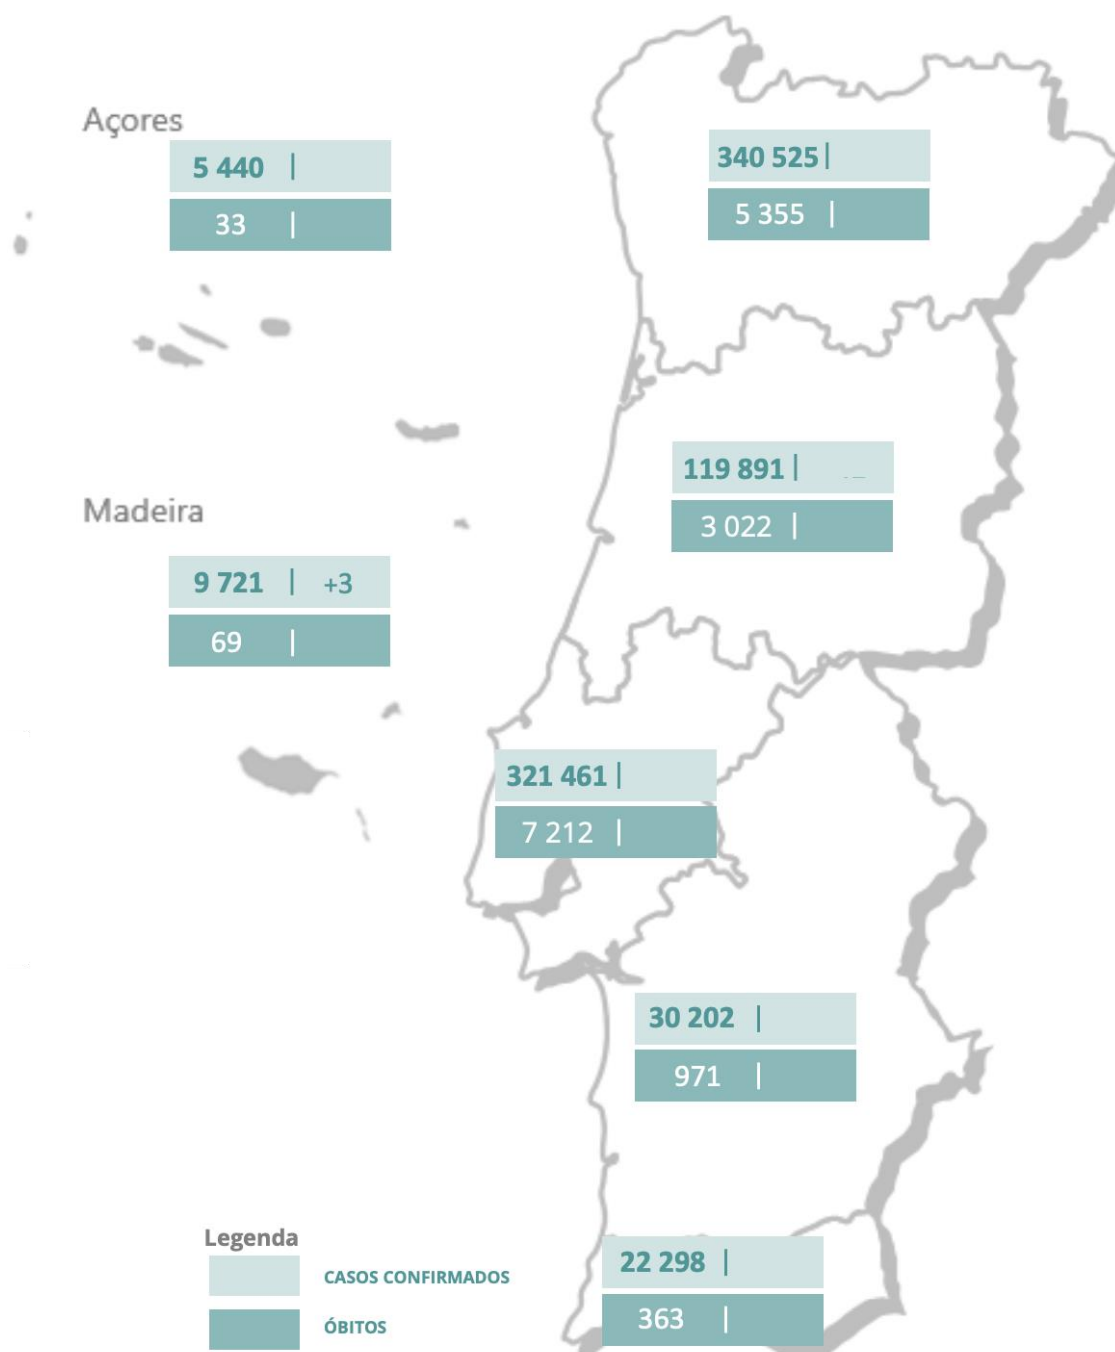 Açores
5 440 |
33 |
340 525 |
5 355 |
119 891 |
3 022 |
Madeira
9 721 | +3
69 |
321 461 |
7 212 |
30 202 |
971 |
22 298 |
363 |
Legenda
CASOS CONFIRMADOS
ÓBITOS